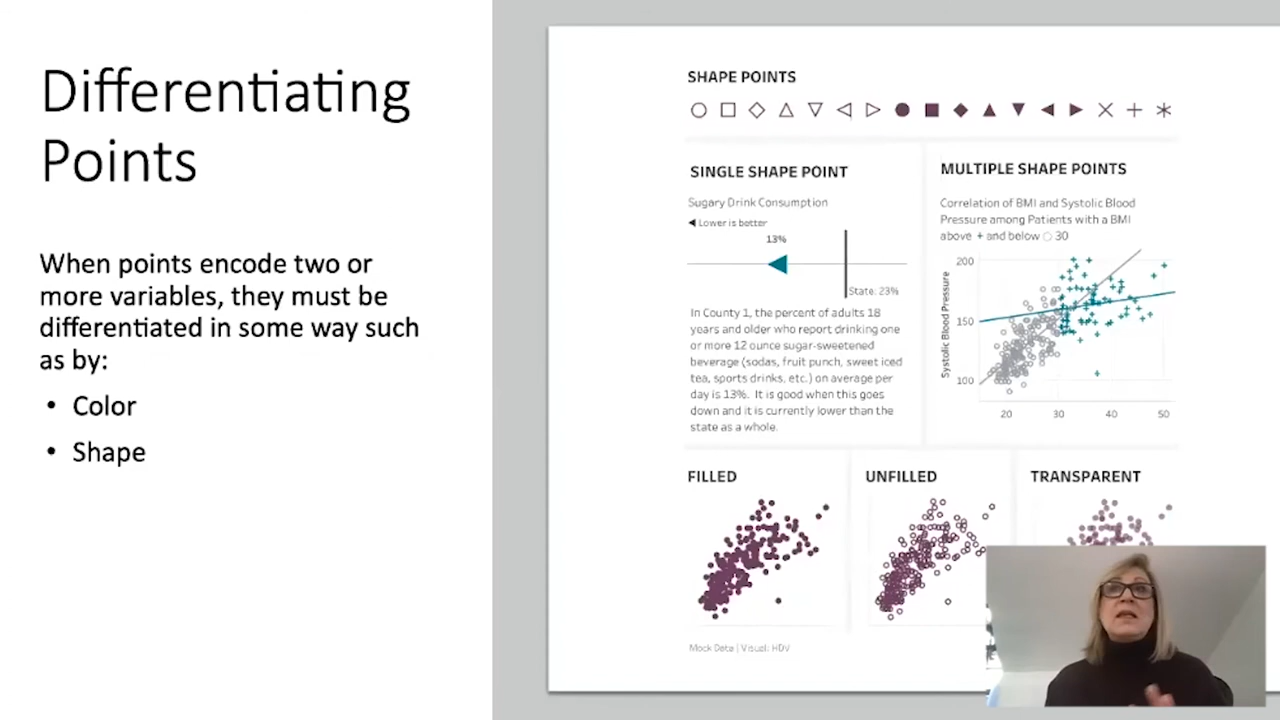 Differentiating
Points
When points encode two or
more variables, they must be
differentiated in some way such
as by:
• Color
• Shape
SHAPE POINTS
SINGLE SHAPE POINT
Sugary Drink Consumption
◀ Lower is better
13%
State: 23%
In County 1, the percent of adults 18
years and older who report drinking one
or more 12 ounce sugar-sweetened
beverage (sodas, fruit punch, sweet iced
tea, sports drinks, etc.) on average per
day is 13%. It is good when this goes
down and it is currently lower than the
state as a whole.
MULTIPLE SHAPE POINTS
Correlation of BMI and Systolic Blood
Pressure among Patients with a BMI
above + and below ○ 30
Systolic Blood Pressure
200
150
100
20 30 40 50
FILLED
UNFILLED
TRANSPARENT
Mock Data | Visual: HDV